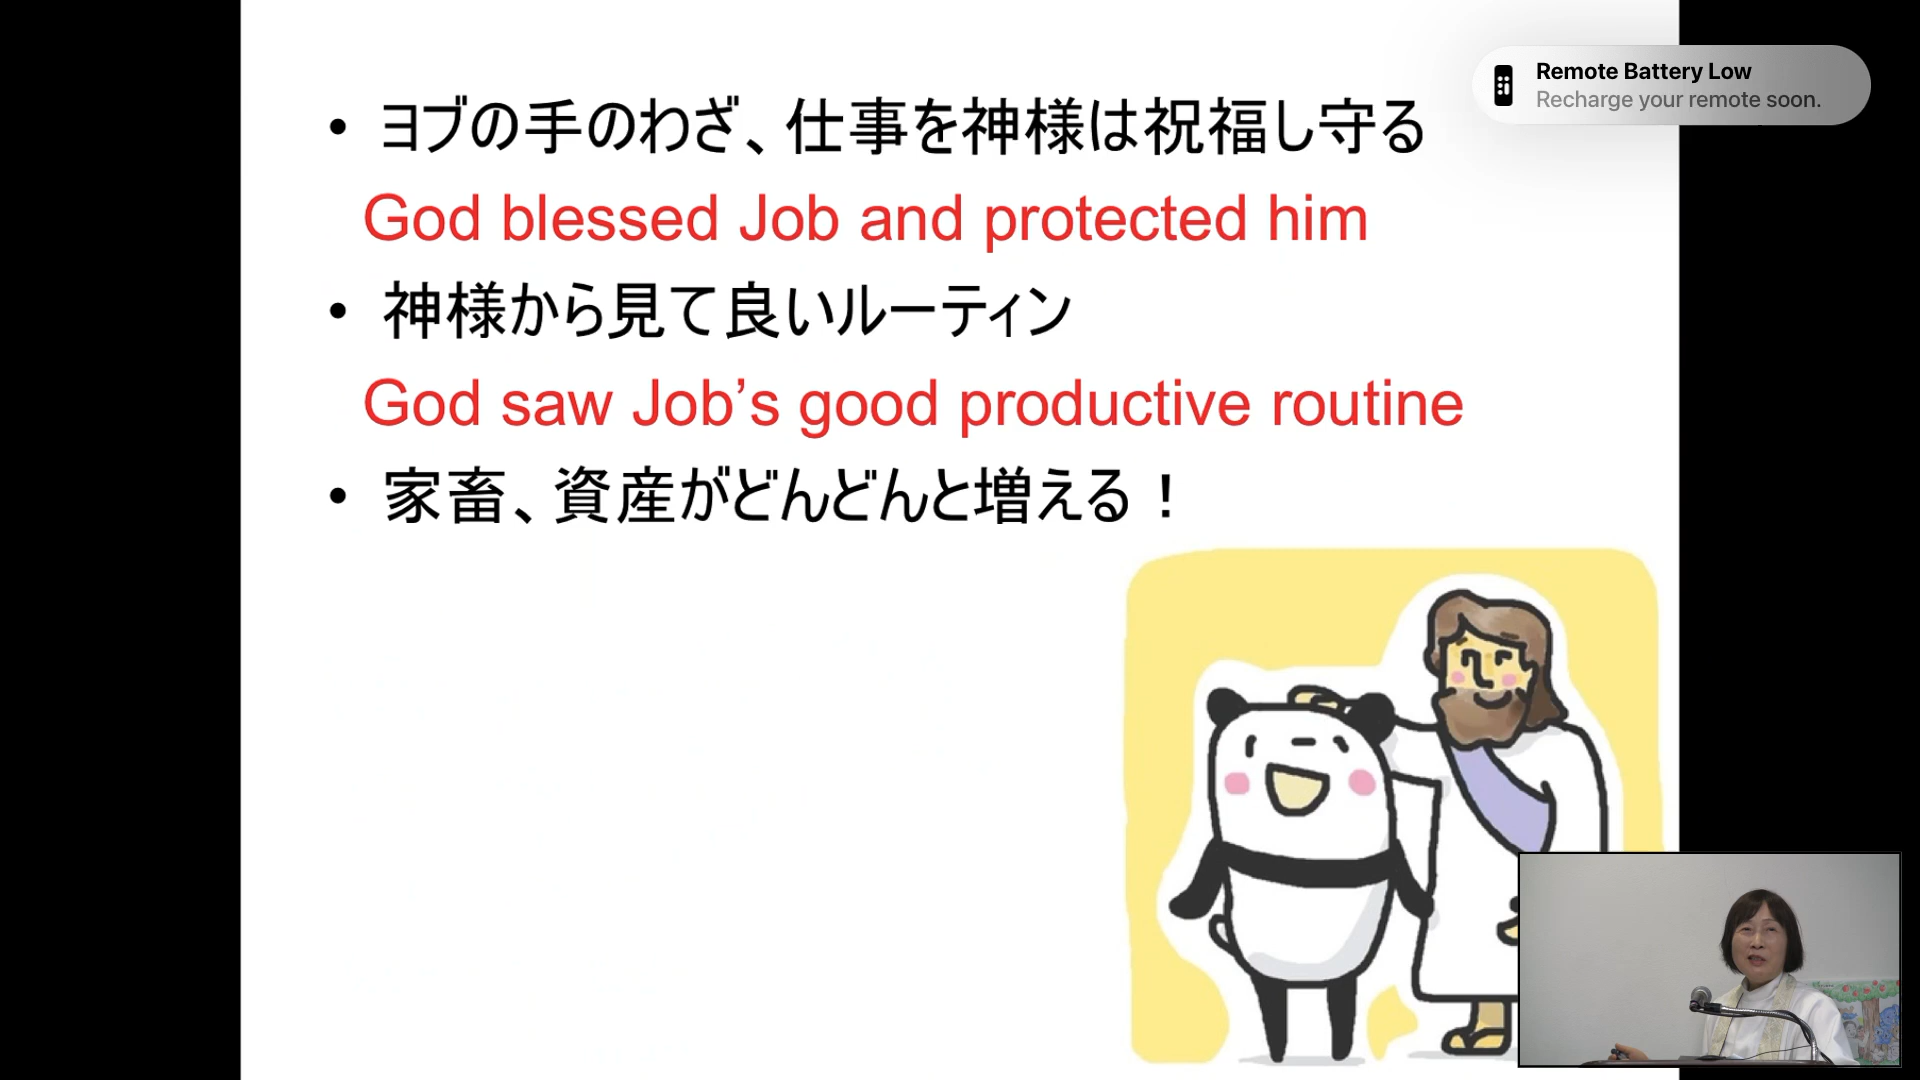 • ヨブの手のわざ、仕事を神様は祝福し守る
God blessed Job and protected him
• 神様から見て良いルーティン
God saw Job’s good productive routine
• 家畜、資産がどんどんと増える！
Remote Battery Low
Recharge your remote soon.